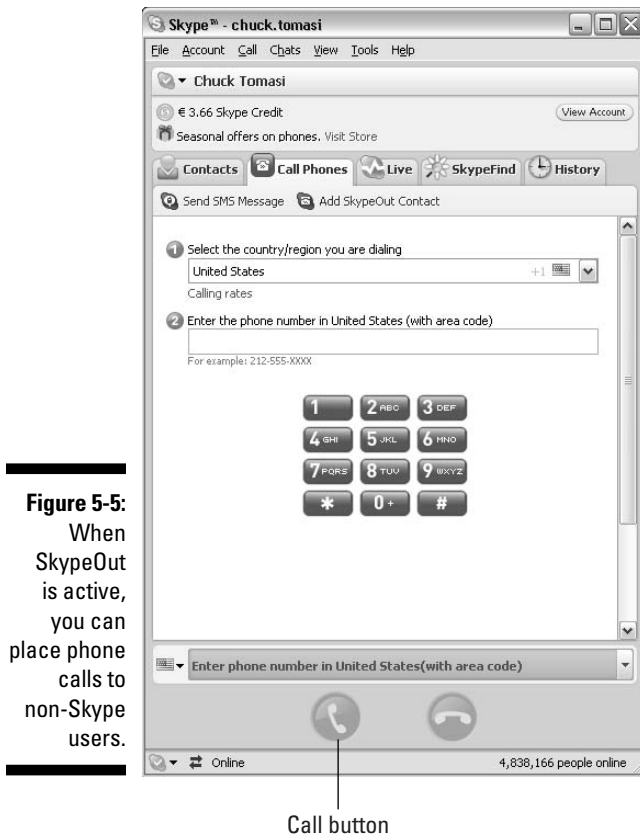 Skype™ - chuck.tomasi
File Account Call Chats View Tools Help
Chuck Tomasi
€ 3.66 Skype Credit
View Account
Seasonal offers on phones. Visit Store
Contacts Call Phones Live SkypeFind History
Send SMS Message Add SkypeOut Contact
1 Select the country/region you are dialing
United States +1
Calling rates
2 Enter the phone number in United States (with area code)
For example: 212-555-XXXX
1 2 ABC 3 DEF
4 GHI 5 JKL 6 MNO
7 PQRS 8 TUV 9 WXYZ
* 0 + #
Enter phone number in United States(with area code)
Online 4,838,166 people online
Call button
Figure 5-5:
When
SkypeOut
is active,
you can
place phone
calls to
non-Skype
users.